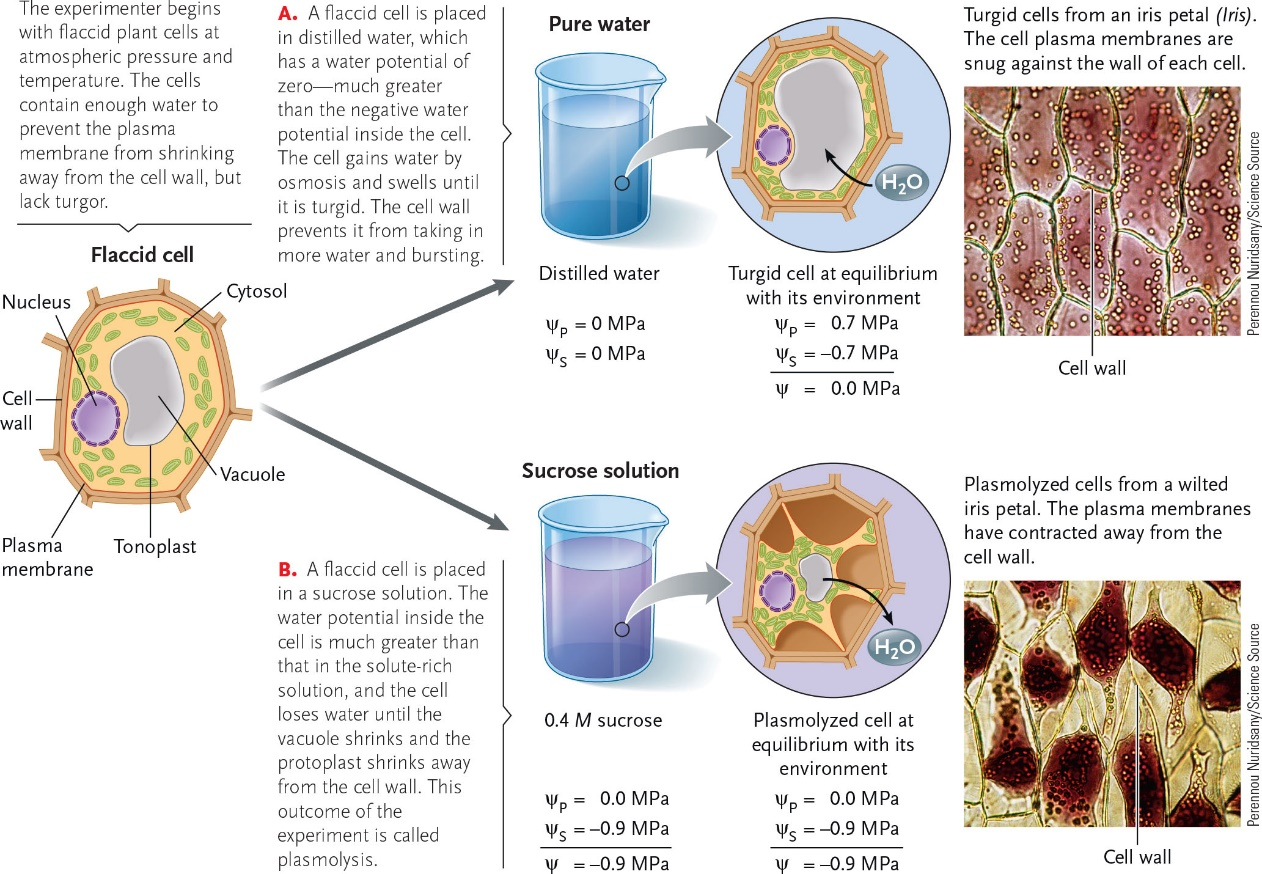 The experimenter begins
with flaccid plant cells at
atmospheric pressure and
temperature. The cells
contain enough water to
prevent the plasma
membrane from shrinking
away from the cell wall, but
lack turgor.
Flaccid cell
Nucleus
Cytosol
Cell
wall
Vacuole
Plasma
membrane
Tonoplast
A. A flaccid cell is placed
in distilled water, which
has a water potential of
zero—much greater
than the negative water
potential inside the cell.
The cell gains water by
osmosis and swells until
it is turgid. The cell wall
prevents it from taking in
more water and bursting.
Pure water
H₂O
Distilled water
ψP = 0 MPa
ψS = 0 MPa
Turgid cell at equilibrium
with its environment
ψP = 0.7 MPa
ψS = –0.7 MPa
ψ = 0.0 MPa
Turgid cells from an iris petal (Iris).
The cell plasma membranes are
snug against the wall of each cell.
Perennou Nuridsany/Science Source
Cell wall
B. A flaccid cell is placed
in a sucrose solution. The
water potential inside the
cell is much greater than
that in the solute-rich
solution, and the cell
loses water until the
vacuole shrinks and the
protoplast shrinks away
from the cell wall. This
outcome of the
experiment is called
plasmolysis.
Sucrose solution
H₂O
0.4 M sucrose
ψP = 0.0 MPa
ψS = –0.9 MPa
ψ = –0.9 MPa
Plasmolyzed cell at
equilibrium with its
environment
ψP = 0.0 MPa
ψS = –0.9 MPa
ψ = –0.9 MPa
Plasmolyzed cells from a wilted
iris petal. The plasma membranes
have contracted away from the
cell wall.
Perennou Nuridsany/Science Source
Cell wall